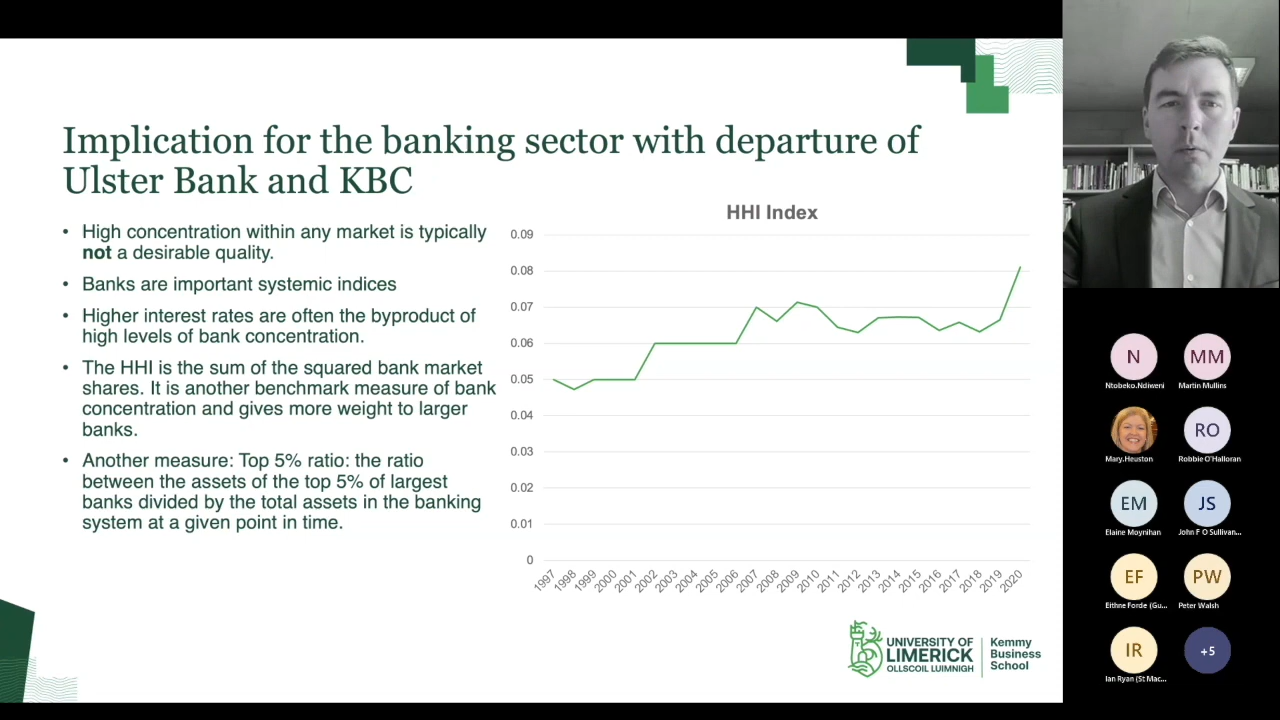 Implication for the banking sector with departure of
Ulster Bank and KBC
• High concentration within any market is typically
not a desirable quality.
• Banks are important systemic indices
• Higher interest rates are often the byproduct of
high levels of bank concentration.
• The HHI is the sum of the squared bank market
shares. It is another benchmark measure of bank
concentration and gives more weight to larger
banks.
• Another measure: Top 5% ratio: the ratio
between the assets of the top 5% of largest
banks divided by the total assets in the banking
system at a given point in time.
HHI Index
0.09
0.08
0.07
0.06
0.05
0.04
0.03
0.02
0.01
0
1997
1998
1999
2000
2001
2002
2003
2004
2005
2006
2007
2008
2009
2010
2011
2012
2013
2014
2015
2016
2017
2018
2019
2020
UNIVERSITY OF
LIMERICK
OLLSCOIL LUIMNIGH
Kemmy
Business
School
N
Ntobeko.Ndiweni
MM
Martin Mullins
Mary.Heuston
RO
Robbie O'Halloran
EM
Elaine Moynihan
JS
John F O Sullivan...
EF
Eithne Forde (Gu...
PW
Peter Walsh
IR
Ian Ryan (St Mac...
+5